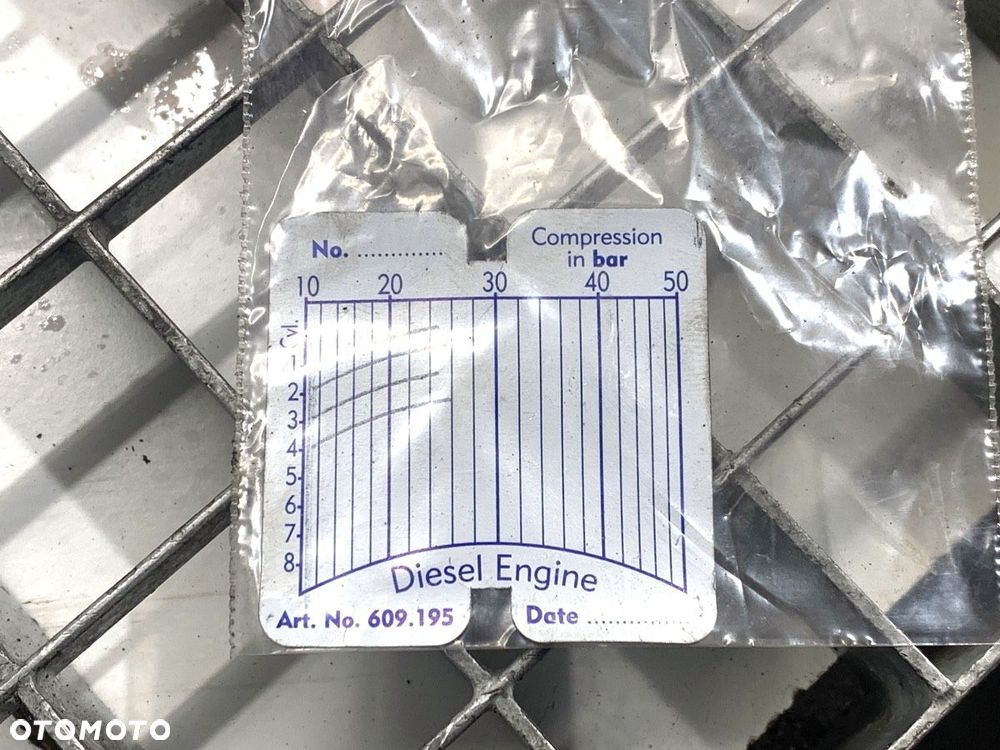 No. ..............
Compression
in bar
10 20 30 40 50
Cyl.
1
2
3
4
5
6
7
8
Diesel Engine
Art. No. 609.195 Date ................
OTOMOTO